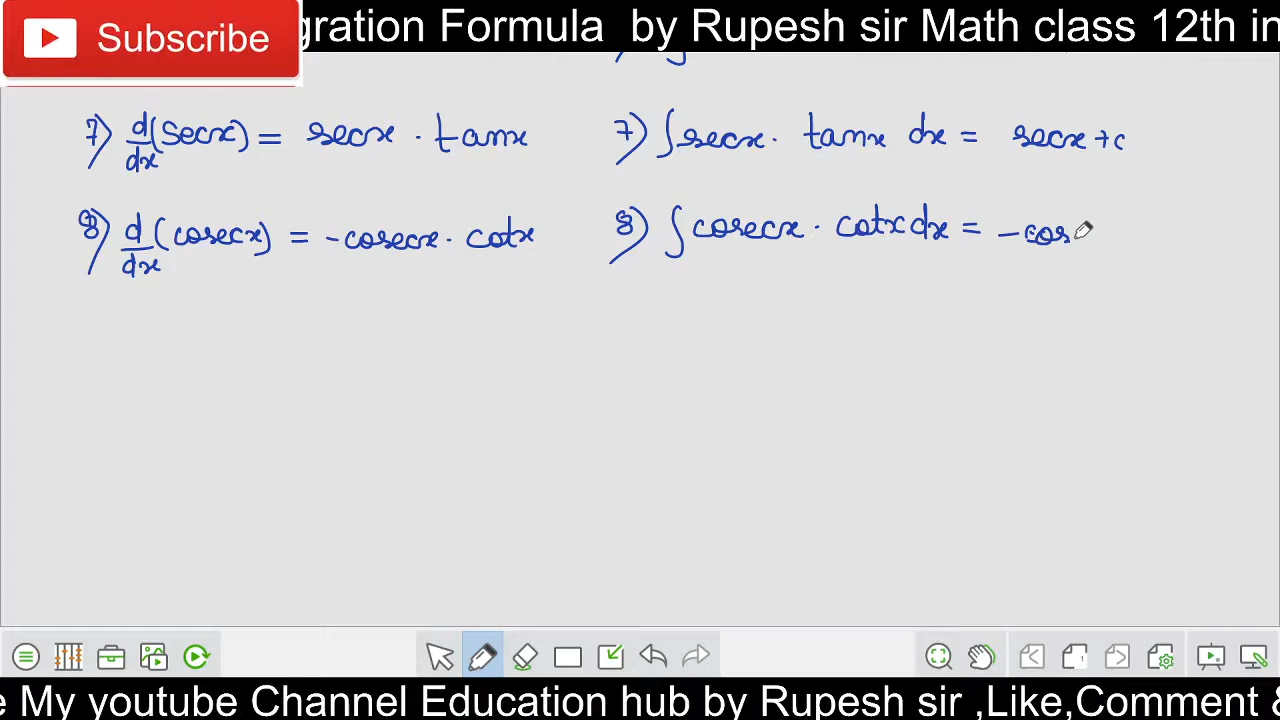 Subscribe
gration Formula by Rupesh sir Math class 12th in
7) d/dx (secx) = secx . tanx
7) ∫secx . tanx dx = secx + c
8) d/dx (cosecx) = -cosecx . cotx
8) ∫cosecx . cotx dx = -cos
e My youtube Channel Education hub by Rupesh sir ,Like,Comment &